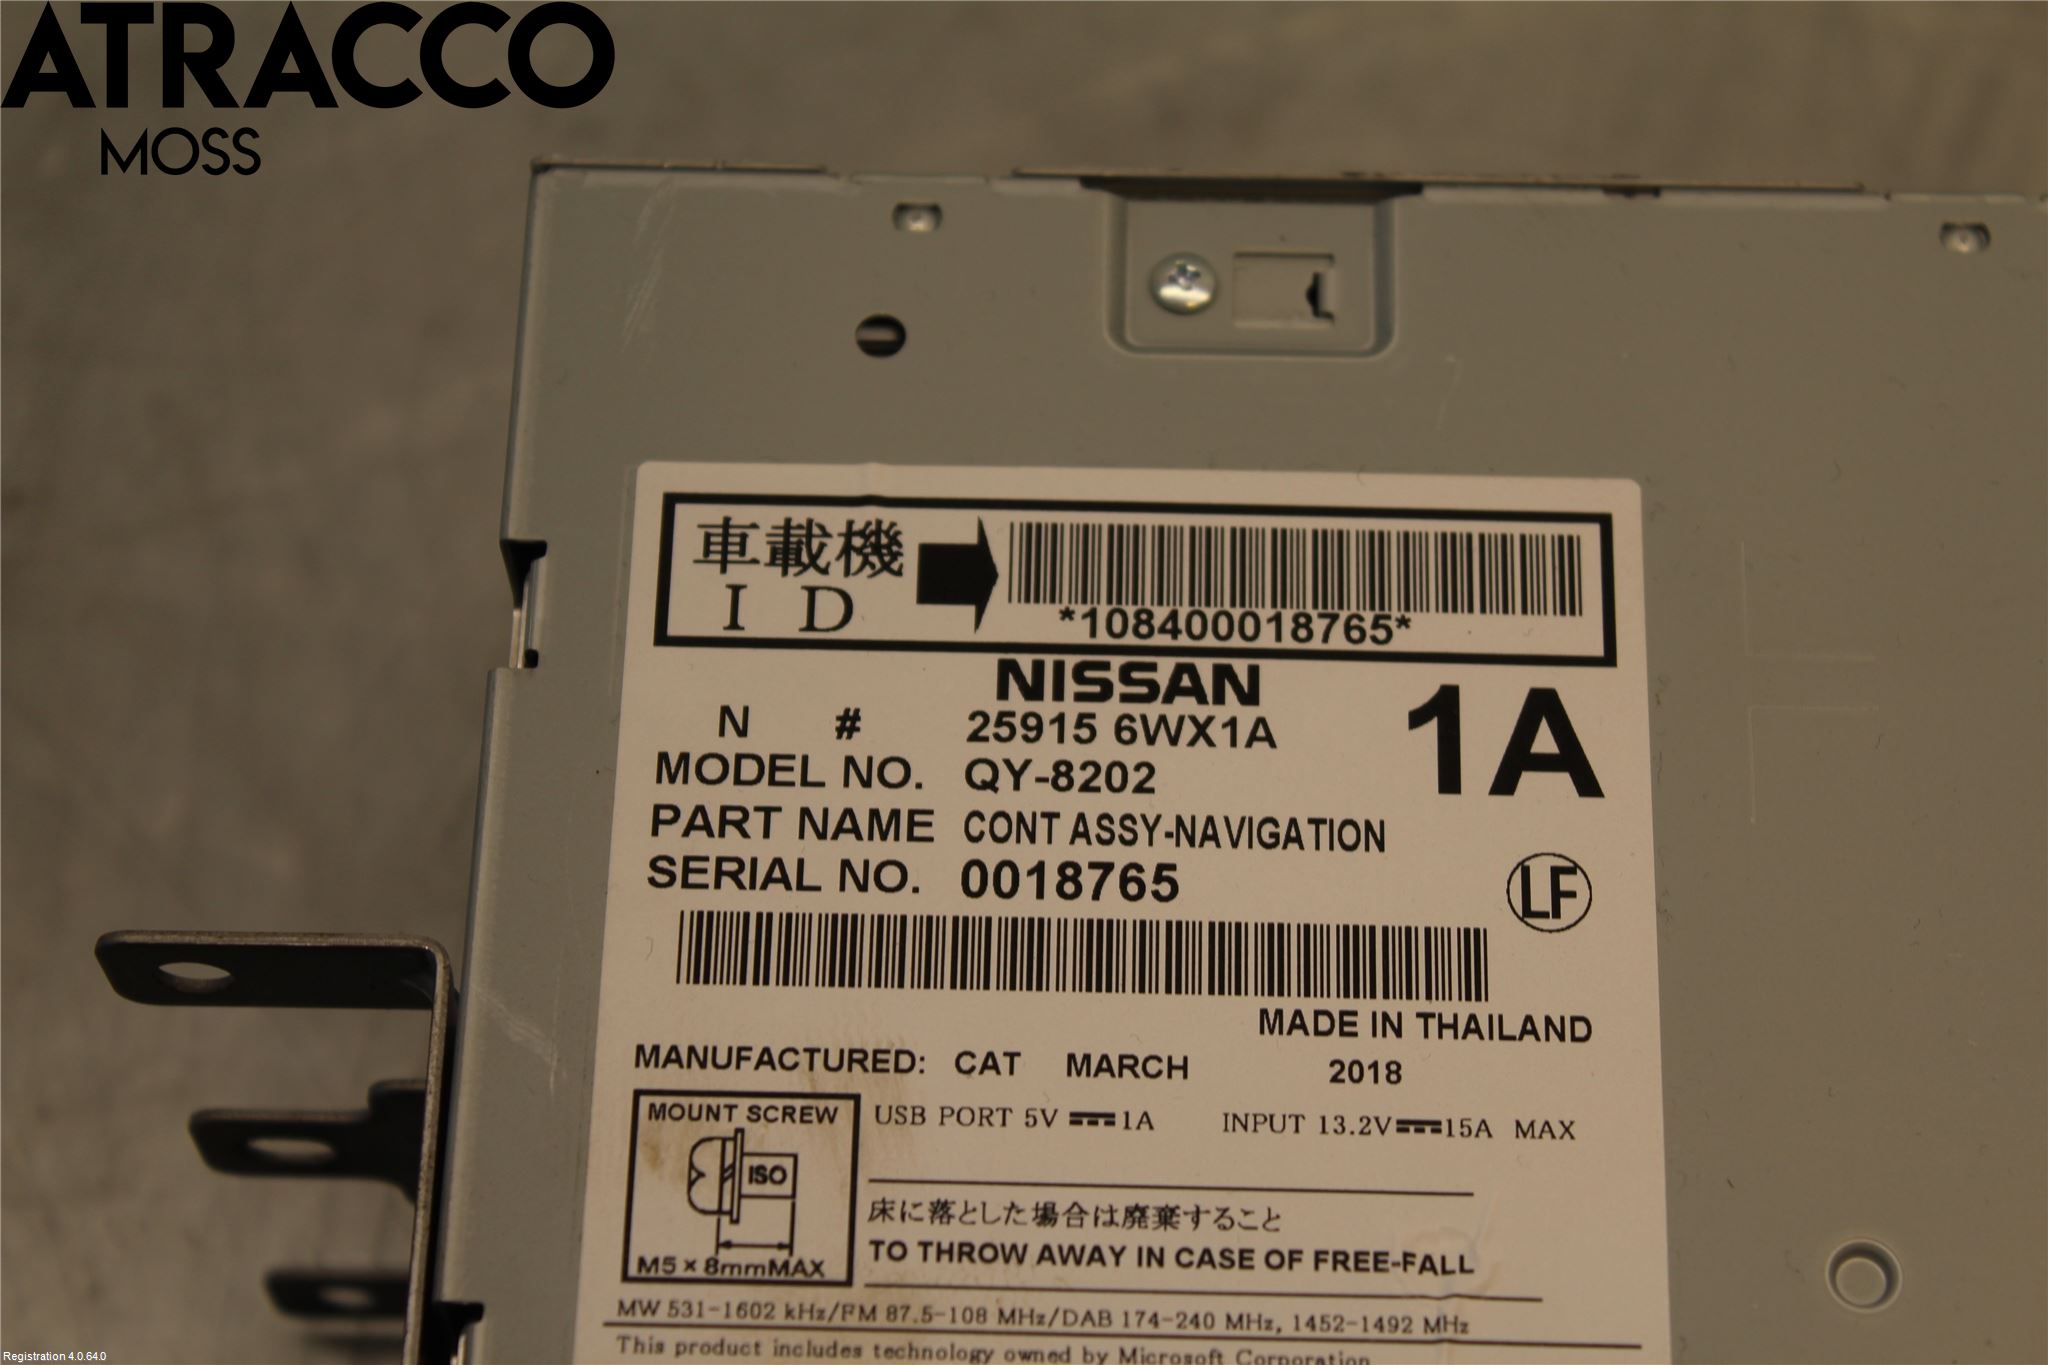 ATRACCO
MOSS
車載機
ID
*108400018765*
NISSAN
N # 25915 6WX1A
1A
MODEL NO. QY-8202
PART NAME CONT ASSY-NAVIGATION
SERIAL NO. 0018765
LF
MADE IN THAILAND
MANUFACTURED: CAT MARCH 2018
MOUNT SCREW
ISO
M5×8mmMAX
USB PORT 5V ⎓ 1A INPUT 13.2V⎓15A MAX
床に落とした場合は廃棄すること
TO THROW AWAY IN CASE OF FREE-FALL
MW 531-1602 kHz/FM 87.5-108 MHz/DAB 174-240 MHz, 1452-1492 MHz
This product includes technology owned by Microsoft Corporation
Registration 4.0.64.0